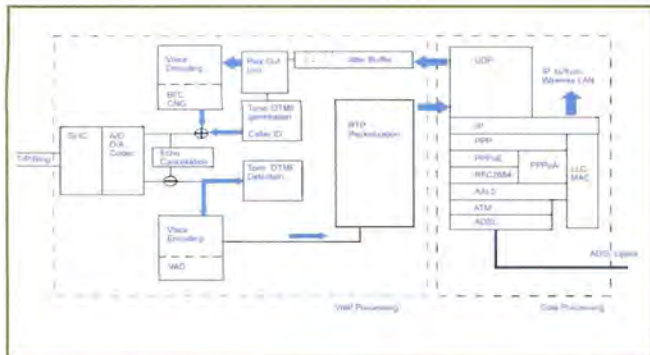 Voice
Decoding
BFC
CNG
Play Out
Unit
Jitter Buffer
Tone DTMF
generation
Caller ID
SLIC
A/D
D/A
Codec
Echo
Cancellation
Tone DTMF
Detection
Voice
Encoding
VAD
RTP
Packetization
VoIP Processing
UDP
IP to/from
Wireless LAN
IP
PPP
PPPoE
PPPoA
RFC2684
LLC
MAC
AAL5
ATM
ADSL
ADSL Uplink
Data Processing